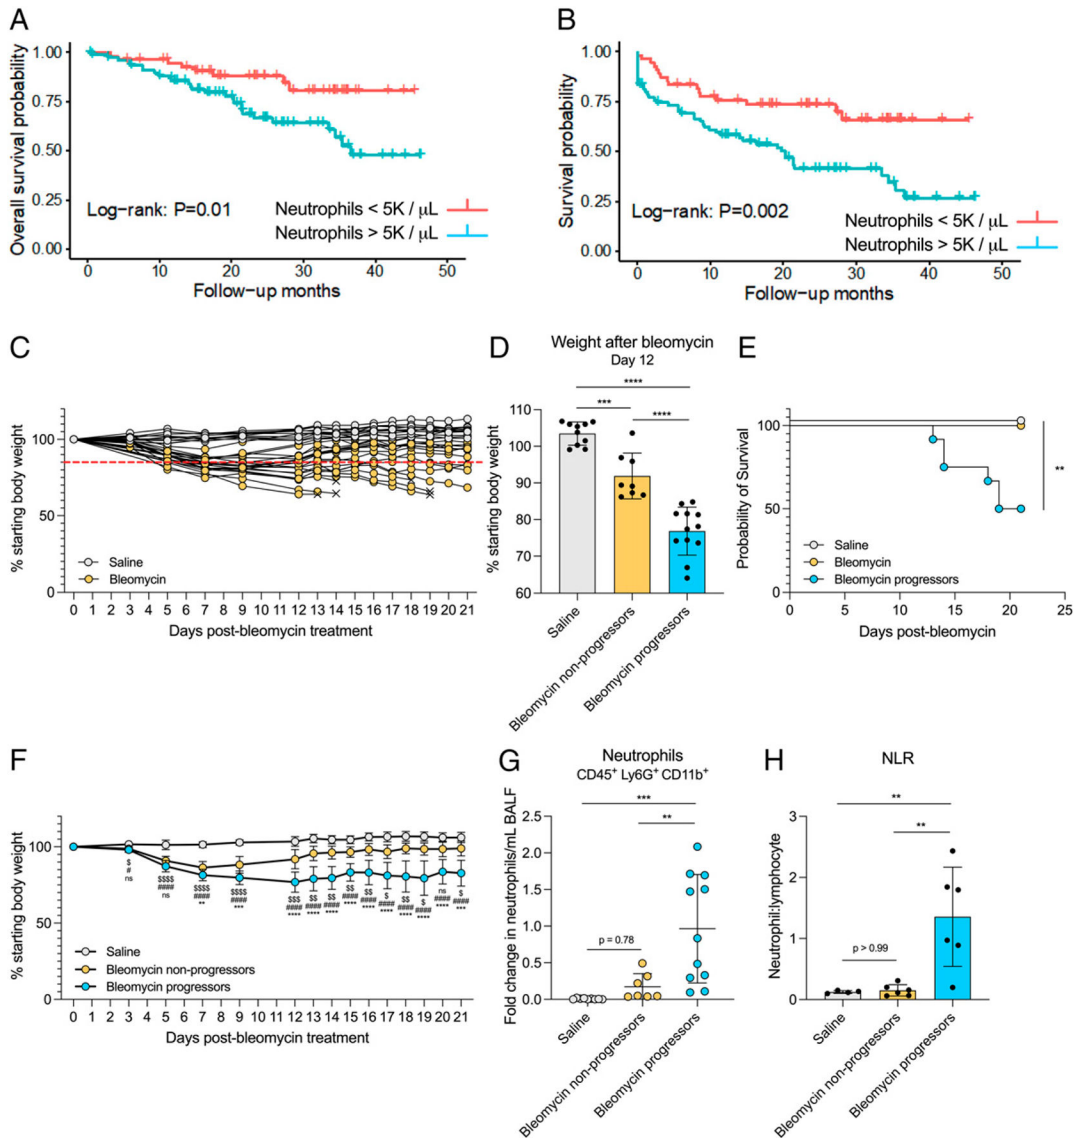 A
Overall survival probability
1.00
0.75
0.50
0.25
0.00
Log-rank: P=0.01
Neutrophils < 5K / μL
Neutrophils > 5K / μL
0 10 20 30 40 50
Follow-up months
B
Survival probability
1.00
0.75
0.50
0.25
0.00
Log-rank: P=0.002
Neutrophils < 5K / μL
Neutrophils > 5K / μL
0 10 20 30 40 50
Follow-up months
C
% starting body weight
100
50
0
Saline
Bleomycin
0 1 2 3 4 5 6 7 8 9 10 11 12 13 14 15 16 17 18 19 20 21
Days post-bleomycin treatment
D
Weight after bleomycin
Day 12
****
*** ****
% starting body weight
110
100
90
80
70
60
Saline
Bleomycin non-progressors
Bleomycin progressors
E
Probability of Survival
100
50
0
**
Saline
Bleomycin
Bleomycin progressors
0 5 10 15 20 25
Days post-bleomycin
F
% starting body weight
100
50
0
$ $$$$ $$$$ $$$$ $$$ $$ $$ $$ $$ $ $$ $ ns $
# #### #### #### #### #### #### #### #### #### #### #### #### ####
ns ns ** *** **** **** **** **** **** **** **** **** **** ***
Saline
Bleomycin non-progressors
Bleomycin progressors
0 1 2 3 4 5 6 7 8 9 10 11 12 13 14 15 16 17 18 19 20 21
Days post-bleomycin treatment
G
Neutrophils
CD45+ Ly6G+ CD11b+
***
**
p = 0.78
Fold change in neutrophils/mL BALF
2.5
2.0
1.5
1.0
0.5
0.0
Saline
Bleomycin non-progressors
Bleomycin progressors
H
NLR
**
**
p > 0.99
Neutrophil:lymphocyte
3
2
1
0
Saline
Bleomycin non-progressors
Bleomycin progressors